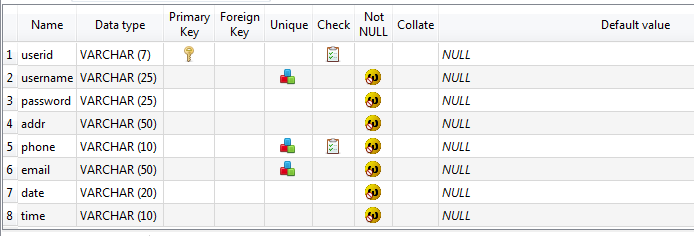 Name Data type Primary Key Foreign Key Unique Check Not NULL Collate Default value
1 userid VARCHAR (7) NULL
2 username VARCHAR (25) NULL
3 password VARCHAR (25) NULL
4 addr VARCHAR (50) NULL
5 phone VARCHAR (10) NULL
6 email VARCHAR (50) NULL
7 date VARCHAR (20) NULL
8 time VARCHAR (10) NULL